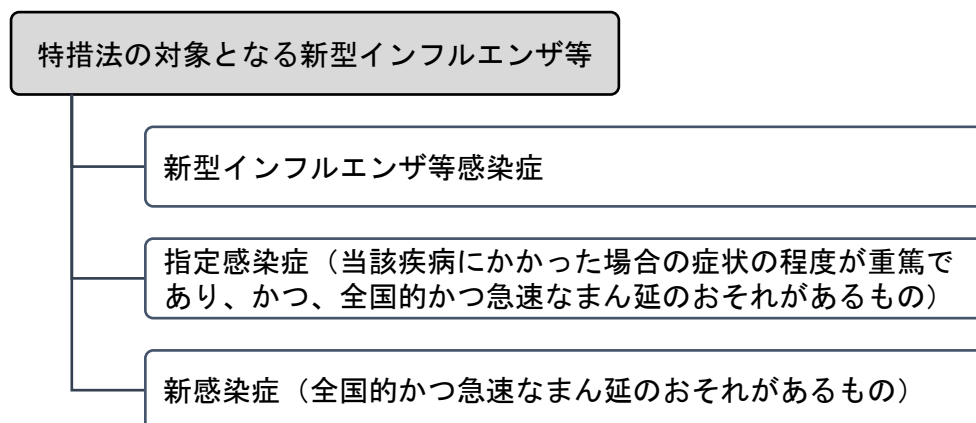 特措法の対象となる新型インフルエンザ等
新型インフルエンザ等感染症
指定感染症（当該疾病にかかった場合の症状の程度が重篤で
あり、かつ、全国的かつ急速なまん延のおそれがあるもの）
新感染症（全国的かつ急速なまん延のおそれがあるもの）